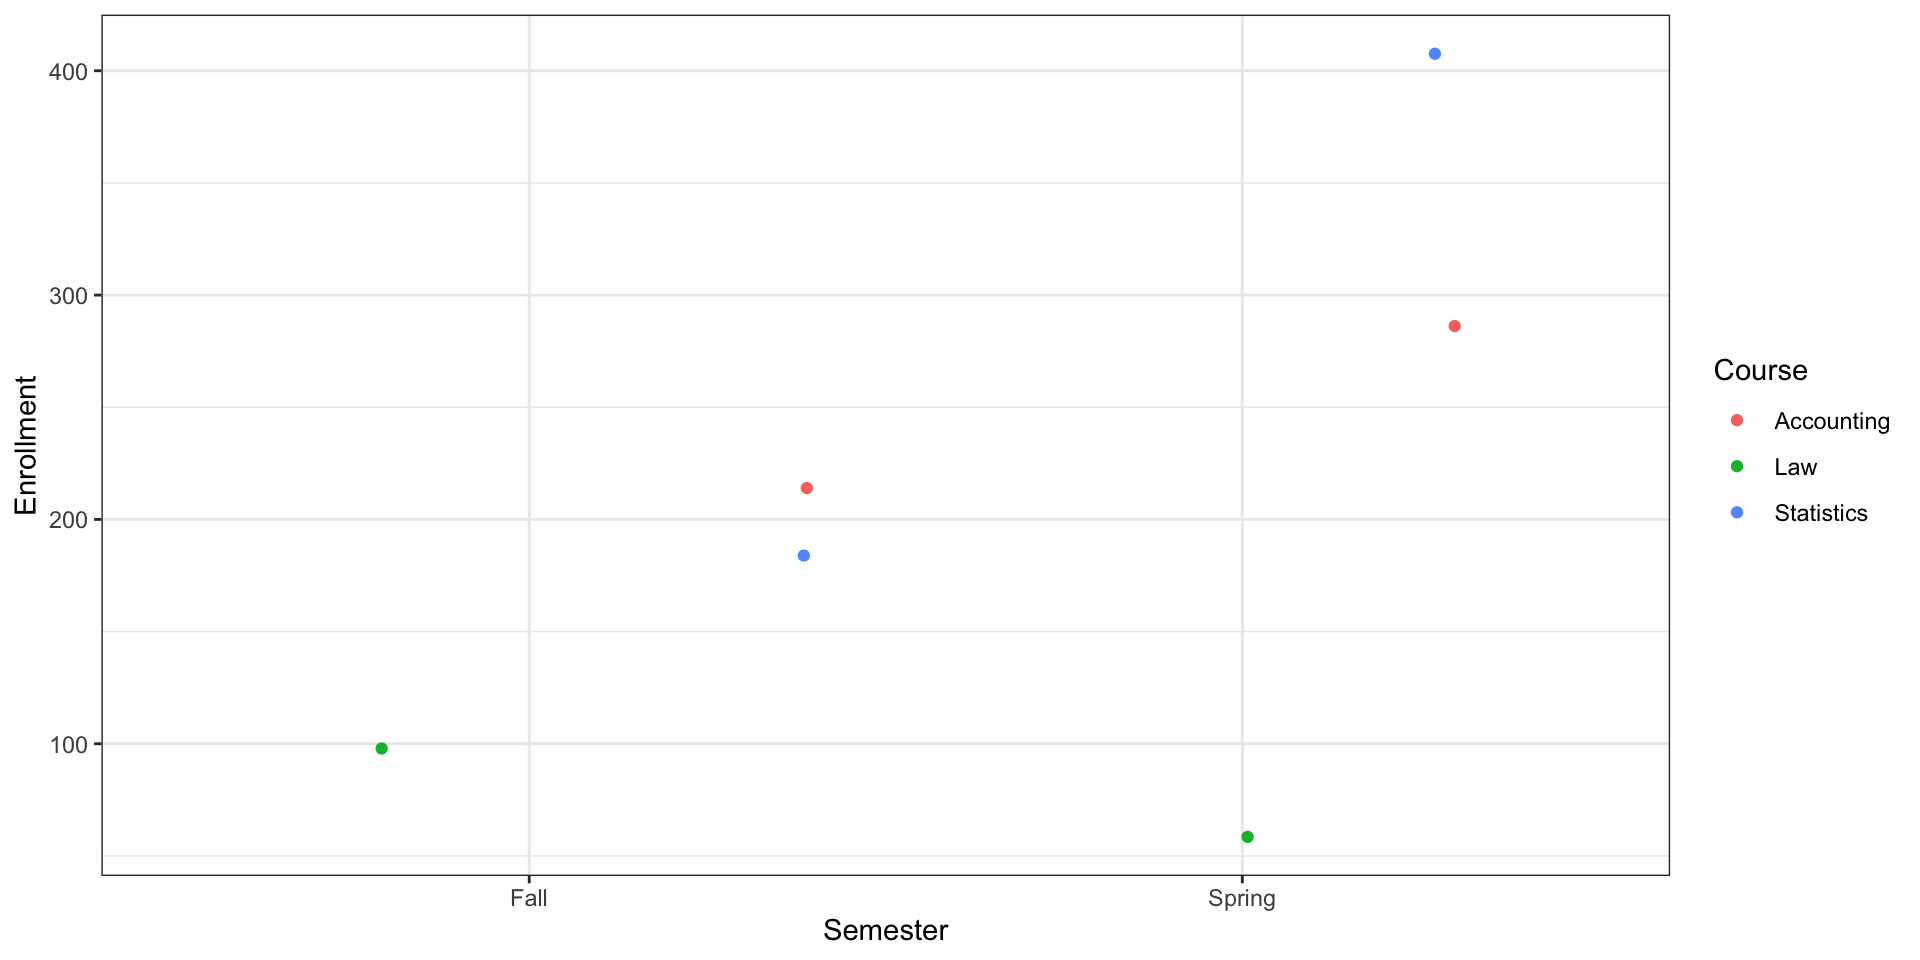 400
300
200
100
Enrollment
Fall
Spring
Semester
Course
Accounting
Law
Statistics